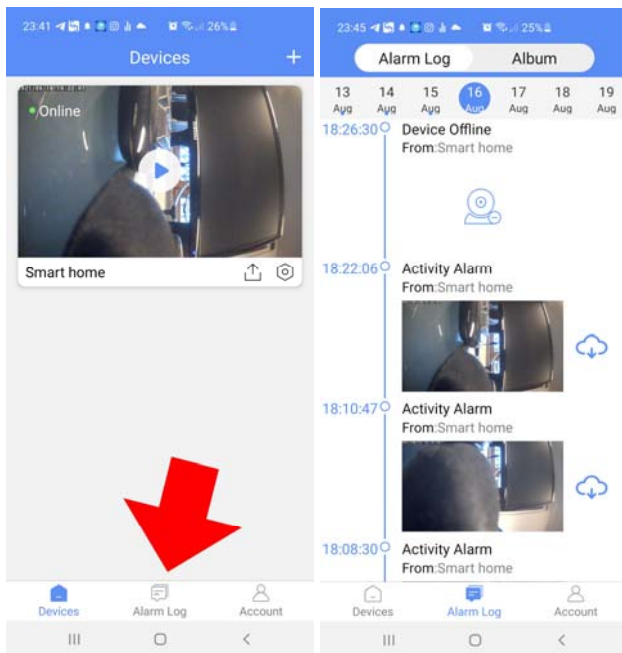 23:41
26%
Devices
+
Online
Smart home
Devices
Alarm Log
Account
23:45
25%
Alarm Log
Album
13 14 15 16 17 18 19
Aug Aug Aug Aug Aug Aug Aug
18:26:30
Device Offline
From:Smart home
18:22:06
Activity Alarm
From:Smart home
18:10:47
Activity Alarm
From:Smart home
18:08:30
Activity Alarm
From:Smart home
Devices
Alarm Log
Account